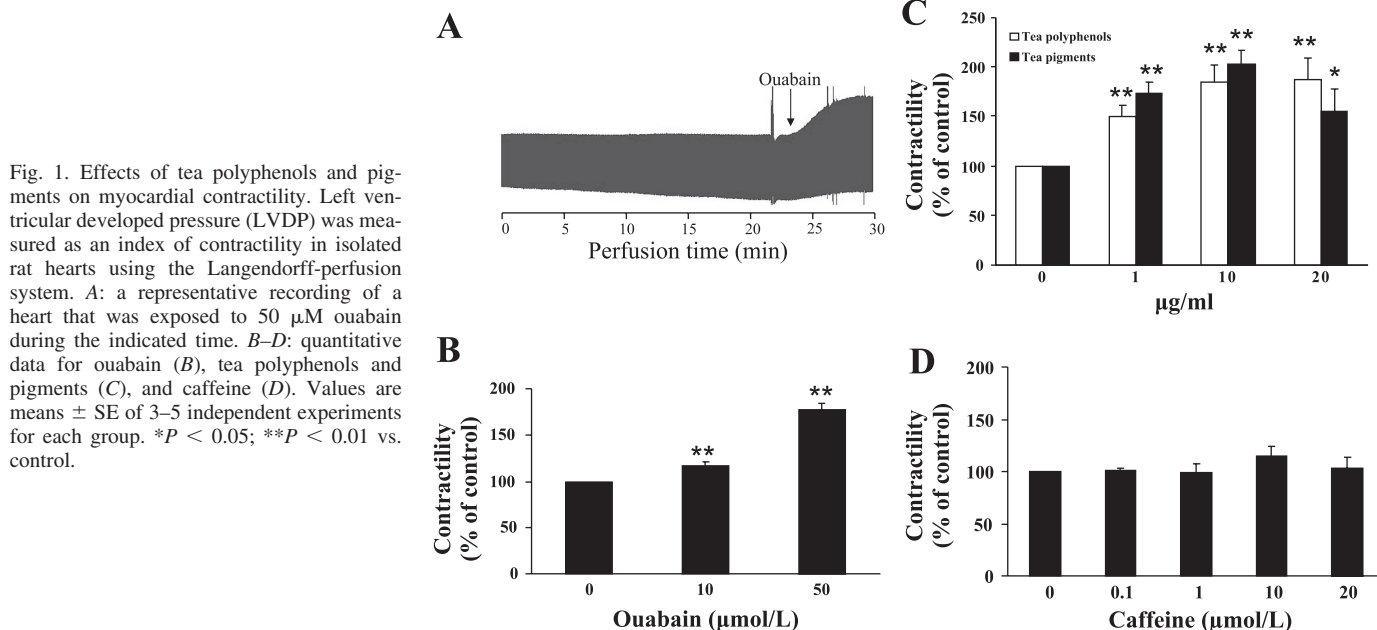 Fig. 1. Effects of tea polyphenols and pig-
ments on myocardial contractility. Left ven-
tricular developed pressure (LVDP) was mea-
sured as an index of contractility in isolated
rat hearts using the Langendorff-perfusion
system. A: a representative recording of a
heart that was exposed to 50 μM ouabain
during the indicated time. B–D: quantitative
data for ouabain (B), tea polyphenols and
pigments (C), and caffeine (D). Values are
means ± SE of 3–5 independent experiments
for each group. *P < 0.05; **P < 0.01 vs.
control.
A
Ouabain
0 5 10 15 20 25 30
Perfusion time (min)
C
250
200
150
100
50
0
Contractility
(% of control)
Tea polyphenols
Tea pigments
** ** ** ** ** *
0 1 10 20
μg/ml
B
200
150
100
50
0
Contractility
(% of control)
** **
0 10 50
Ouabain (μmol/L)
D
200
150
100
50
0
Contractility
(% of control)
0 0.1 1 10 20
Caffeine (μmol/L)